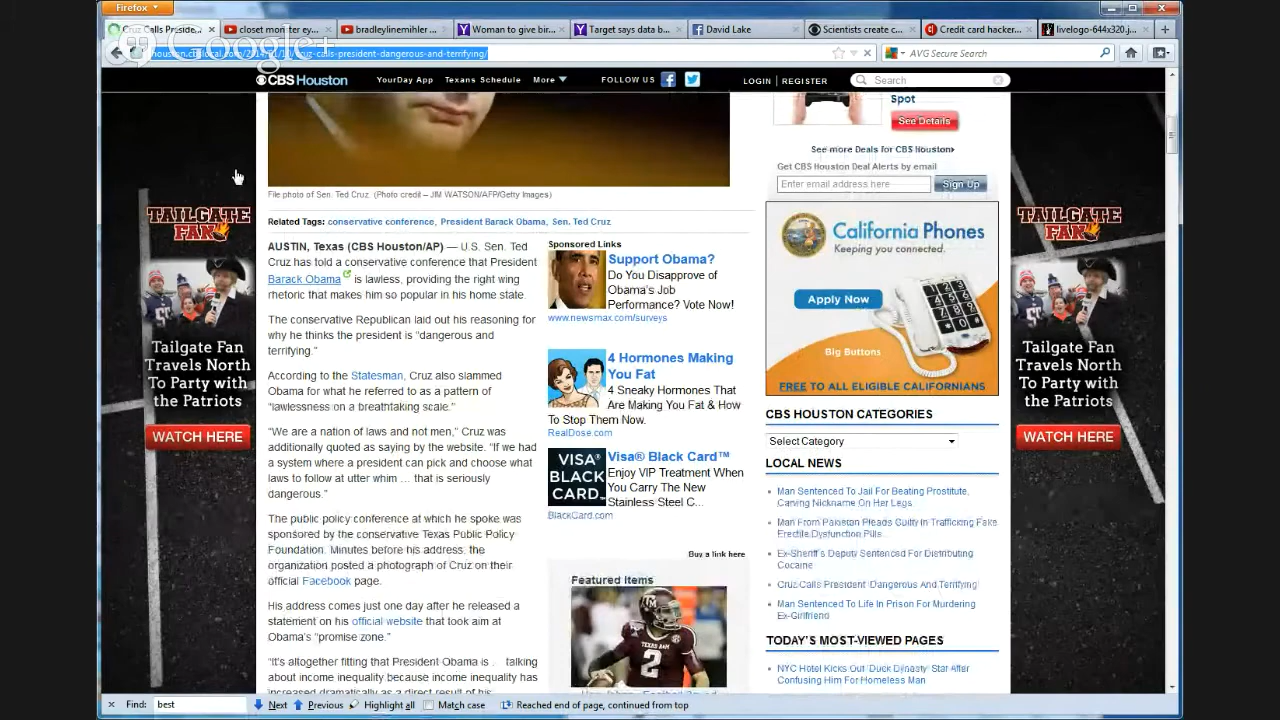 Firefox
Cruz Calls Preside...
closet monster ey...
bradleylinemihler ...
Woman to give bir...
Target says data b...
David Lake
Scientists create c...
Credit card hacker...
livelogo-644x320.j...
Google+
houston.cbslocal.com/2014/01/10/cruz-calls-president-dangerous-and-terrifying/
AVG Secure Search
CBS Houston
YourDay App
Texans Schedule
More
FOLLOW US
LOGIN | REGISTER
Search
File photo of Sen. Ted Cruz. (Photo credit – JIM WATSON/AFP/Getty Images)
Related Tags: conservative conference, President Barack Obama, Sen. Ted Cruz
AUSTIN, Texas (CBS Houston/AP) — U.S. Sen. Ted
Cruz has told a conservative conference that President
Barack Obama is lawless, providing the right wing
rhetoric that makes him so popular in his home state.
The conservative Republican laid out his reasoning for
why he thinks the president is “dangerous and
terrifying.”
According to the Statesman, Cruz also slammed
Obama for what he referred to as a pattern of
“lawlessness on a breathtaking scale.”
“We are a nation of laws and not men,” Cruz was
additionally quoted as saying by the website. “If we had
a system where a president can pick and choose what
laws to follow at utter whim … that is seriously
dangerous.”
The public policy conference at which he spoke was
sponsored by the conservative Texas Public Policy
Foundation. Minutes before his address, the
organization posted a photograph of Cruz on their
official Facebook page.
His address comes just one day after he released a
statement on his official website that took aim at
Obama’s “promise zone.”
“It’s altogether fitting that President Obama is … talking
about income inequality because income inequality has
increased dramatically as a direct result of his
Sponsored Links
Support Obama?
Do You Disapprove of
Obama's Job
Performance? Vote Now!
www.newsmax.com/surveys
4 Hormones Making
You Fat
4 Sneaky Hormones That
Are Making You Fat & How
To Stop Them Now.
RealDose.com
VISA®
BLACK
CARD™
Visa® Black Card™
Enjoy VIP Treatment When
You Carry The New
Stainless Steel C...
BlackCard.com
Buy a link here
Featured Items
Spot
See Details
See more Deals for CBS Houston›
Get CBS Houston Deal Alerts by email
Enter email address here
Sign Up
California Phones
Keeping you connected.
Apply Now
Big Buttons
FREE TO ALL ELIGIBLE CALIFORNIANS
CBS HOUSTON CATEGORIES
Select Category
LOCAL NEWS
Man Sentenced To Jail For Beating Prostitute,
Carving Nickname On Her Legs
Man From Pakistan Pleads Guilty In Trafficking Fake
Erectile Dysfunction Pills
Ex-Sheriff's Deputy Sentenced For Distributing
Cocaine
Cruz Calls President 'Dangerous And Terrifying'
Man Sentenced To Life In Prison For Murdering
Ex-Girlfriend
TODAY'S MOST-VIEWED PAGES
NYC Hotel Kicks Out 'Duck Dynasty' Star After
Confusing Him For Homeless Man
TAILGATE
FAN
Tailgate Fan
Travels North
To Party with
the Patriots
WATCH HERE
TAILGATE
FAN
Tailgate Fan
Travels North
To Party with
the Patriots
WATCH HERE
Find: best
Next
Previous
Highlight all
Match case
Reached end of page, continued from top